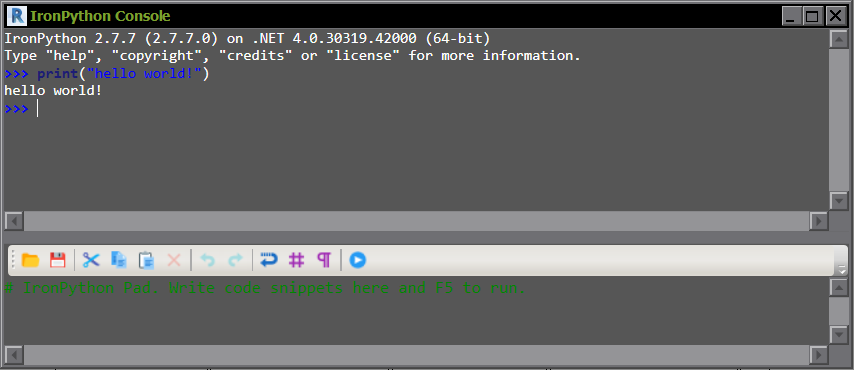 IronPython Console
IronPython 2.7.7 (2.7.7.0) on .NET 4.0.30319.42000 (64-bit)
Type "help", "copyright", "credits" or "license" for more information.
>>> print("hello world!")
hello world!
>>>
# IronPython Pad. Write code snippets here and F5 to run.